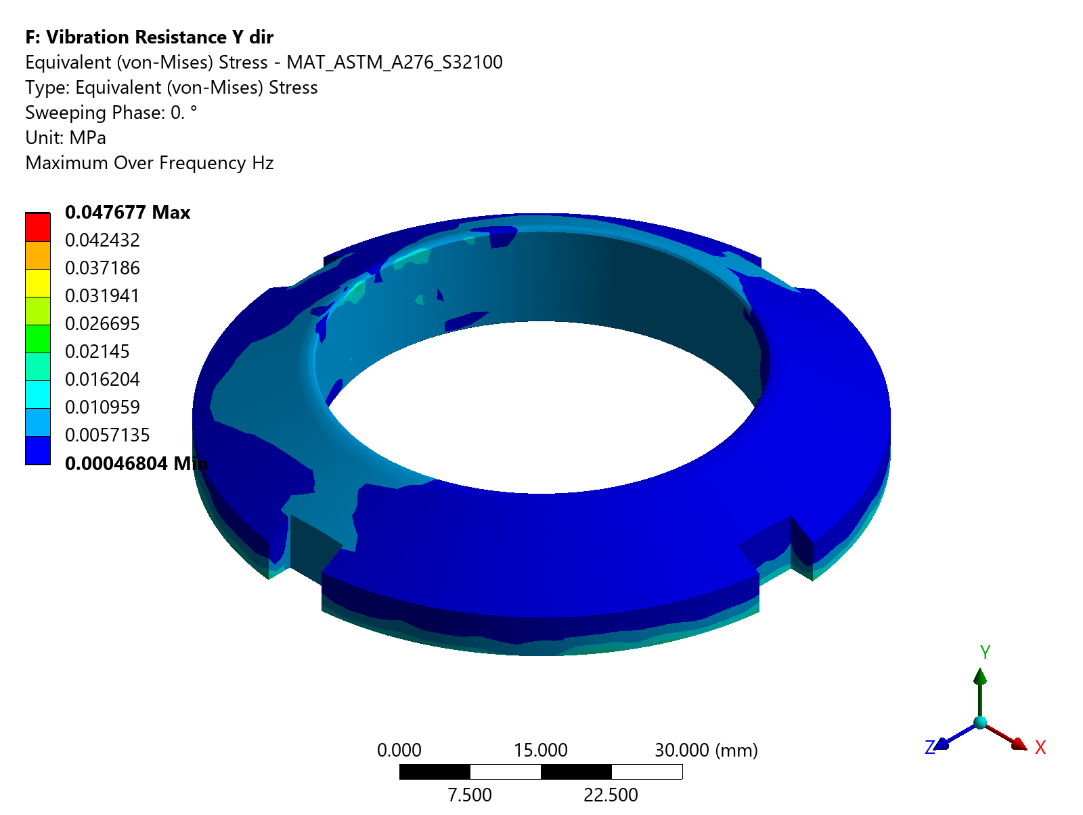 F: Vibration Resistance Y dir
Equivalent (von-Mises) Stress - MAT_ASTM_A276_S32100
Type: Equivalent (von-Mises) Stress
Sweeping Phase: 0. °
Unit: MPa
Maximum Over Frequency Hz
0.047677 Max
0.042432
0.037186
0.031941
0.026695
0.02145
0.016204
0.010959
0.0057135
0.00046804 Min
Y
Z
X
0.000 15.000 30.000 (mm)
7.500 22.500